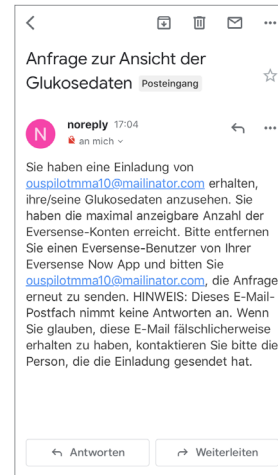 Anfrage zur Ansicht der
Glukosedaten Posteingang
N
noreply 17:04
an mich
Sie haben eine Einladung von
ouspilotmma10@mailinator.com erhalten,
ihre/seine Glukosedaten anzusehen. Sie
haben die maximal anzeigbare Anzahl der
Eversense-Konten erreicht. Bitte entfernen
Sie einen Eversense-Benutzer von Ihrer
Eversense Now App und bitten Sie
ouspilotmma10@mailinator.com, die Anfrage
erneut zu senden. HINWEIS: Dieses E-Mail-
Postfach nimmt keine Antworten an. Wenn
Sie glauben, diese E-Mail fälschlicherweise
erhalten zu haben, kontaktieren Sie bitte die
Person, die die Einladung gesendet hat.
Antworten
Weiterleiten